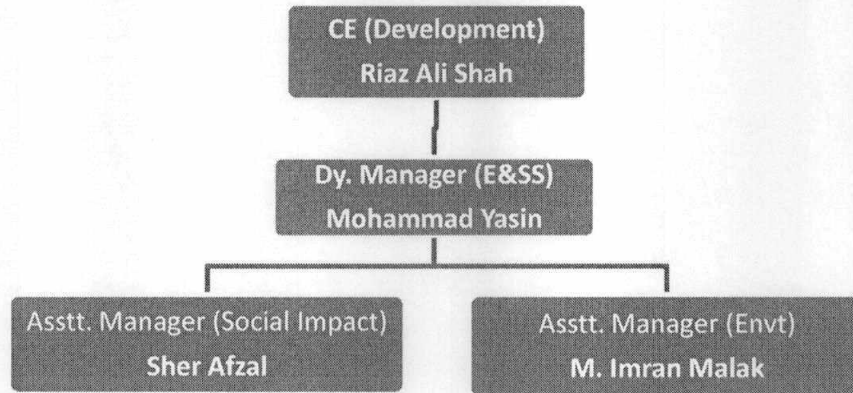 CE (Development)
Riaz Ali Shah
Dy. Manager (E&SS)
Mohammad Yasin
Asstt. Manager (Social Impact)
Sher Afzal
Asstt. Manager (Envt)
M. Imran Malak